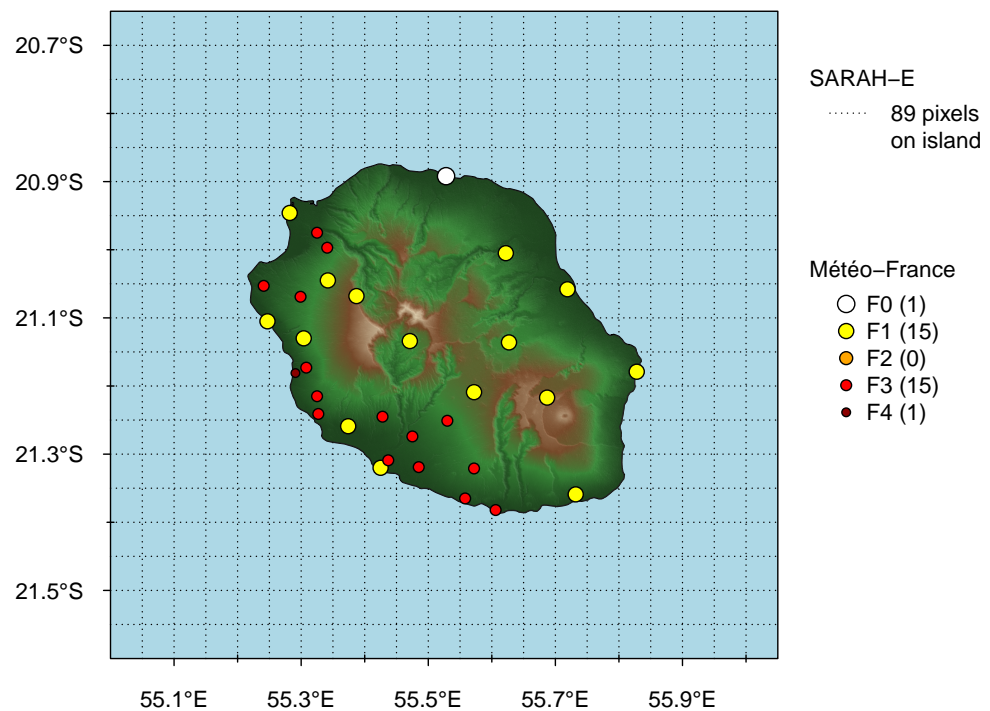 20.7°S
20.9°S
21.1°S
21.3°S
21.5°S
55.1°E
55.3°E
55.5°E
55.7°E
55.9°E
SARAH−E
89 pixels
on island
Météo−France
F0 (1)
F1 (15)
F2 (0)
F3 (15)
F4 (1)